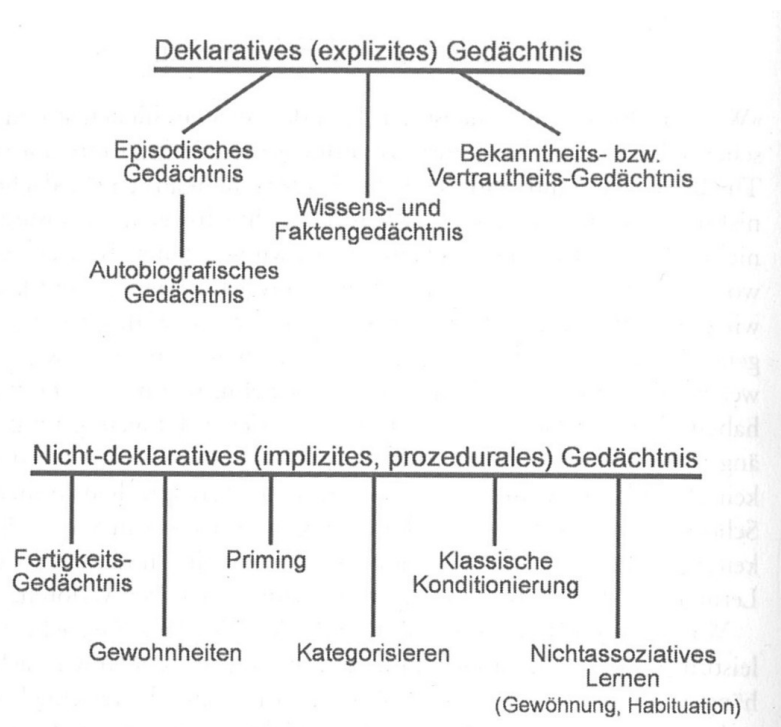 Deklaratives (explizites) Gedächtnis
Episodisches
Gedächtnis
Bekanntheits- bzw.
Vertrautheits-Gedächtnis
Wissens- und
Faktengedächtnis
Autobiografisches
Gedächtnis
Nicht-deklaratives (implizites, prozedurales) Gedächtnis
Fertigkeits-
Gedächtnis
Priming
Klassische
Konditionierung
Gewohnheiten
Kategorisieren
Nichtassoziatives
Lernen
(Gewöhnung, Habituation)